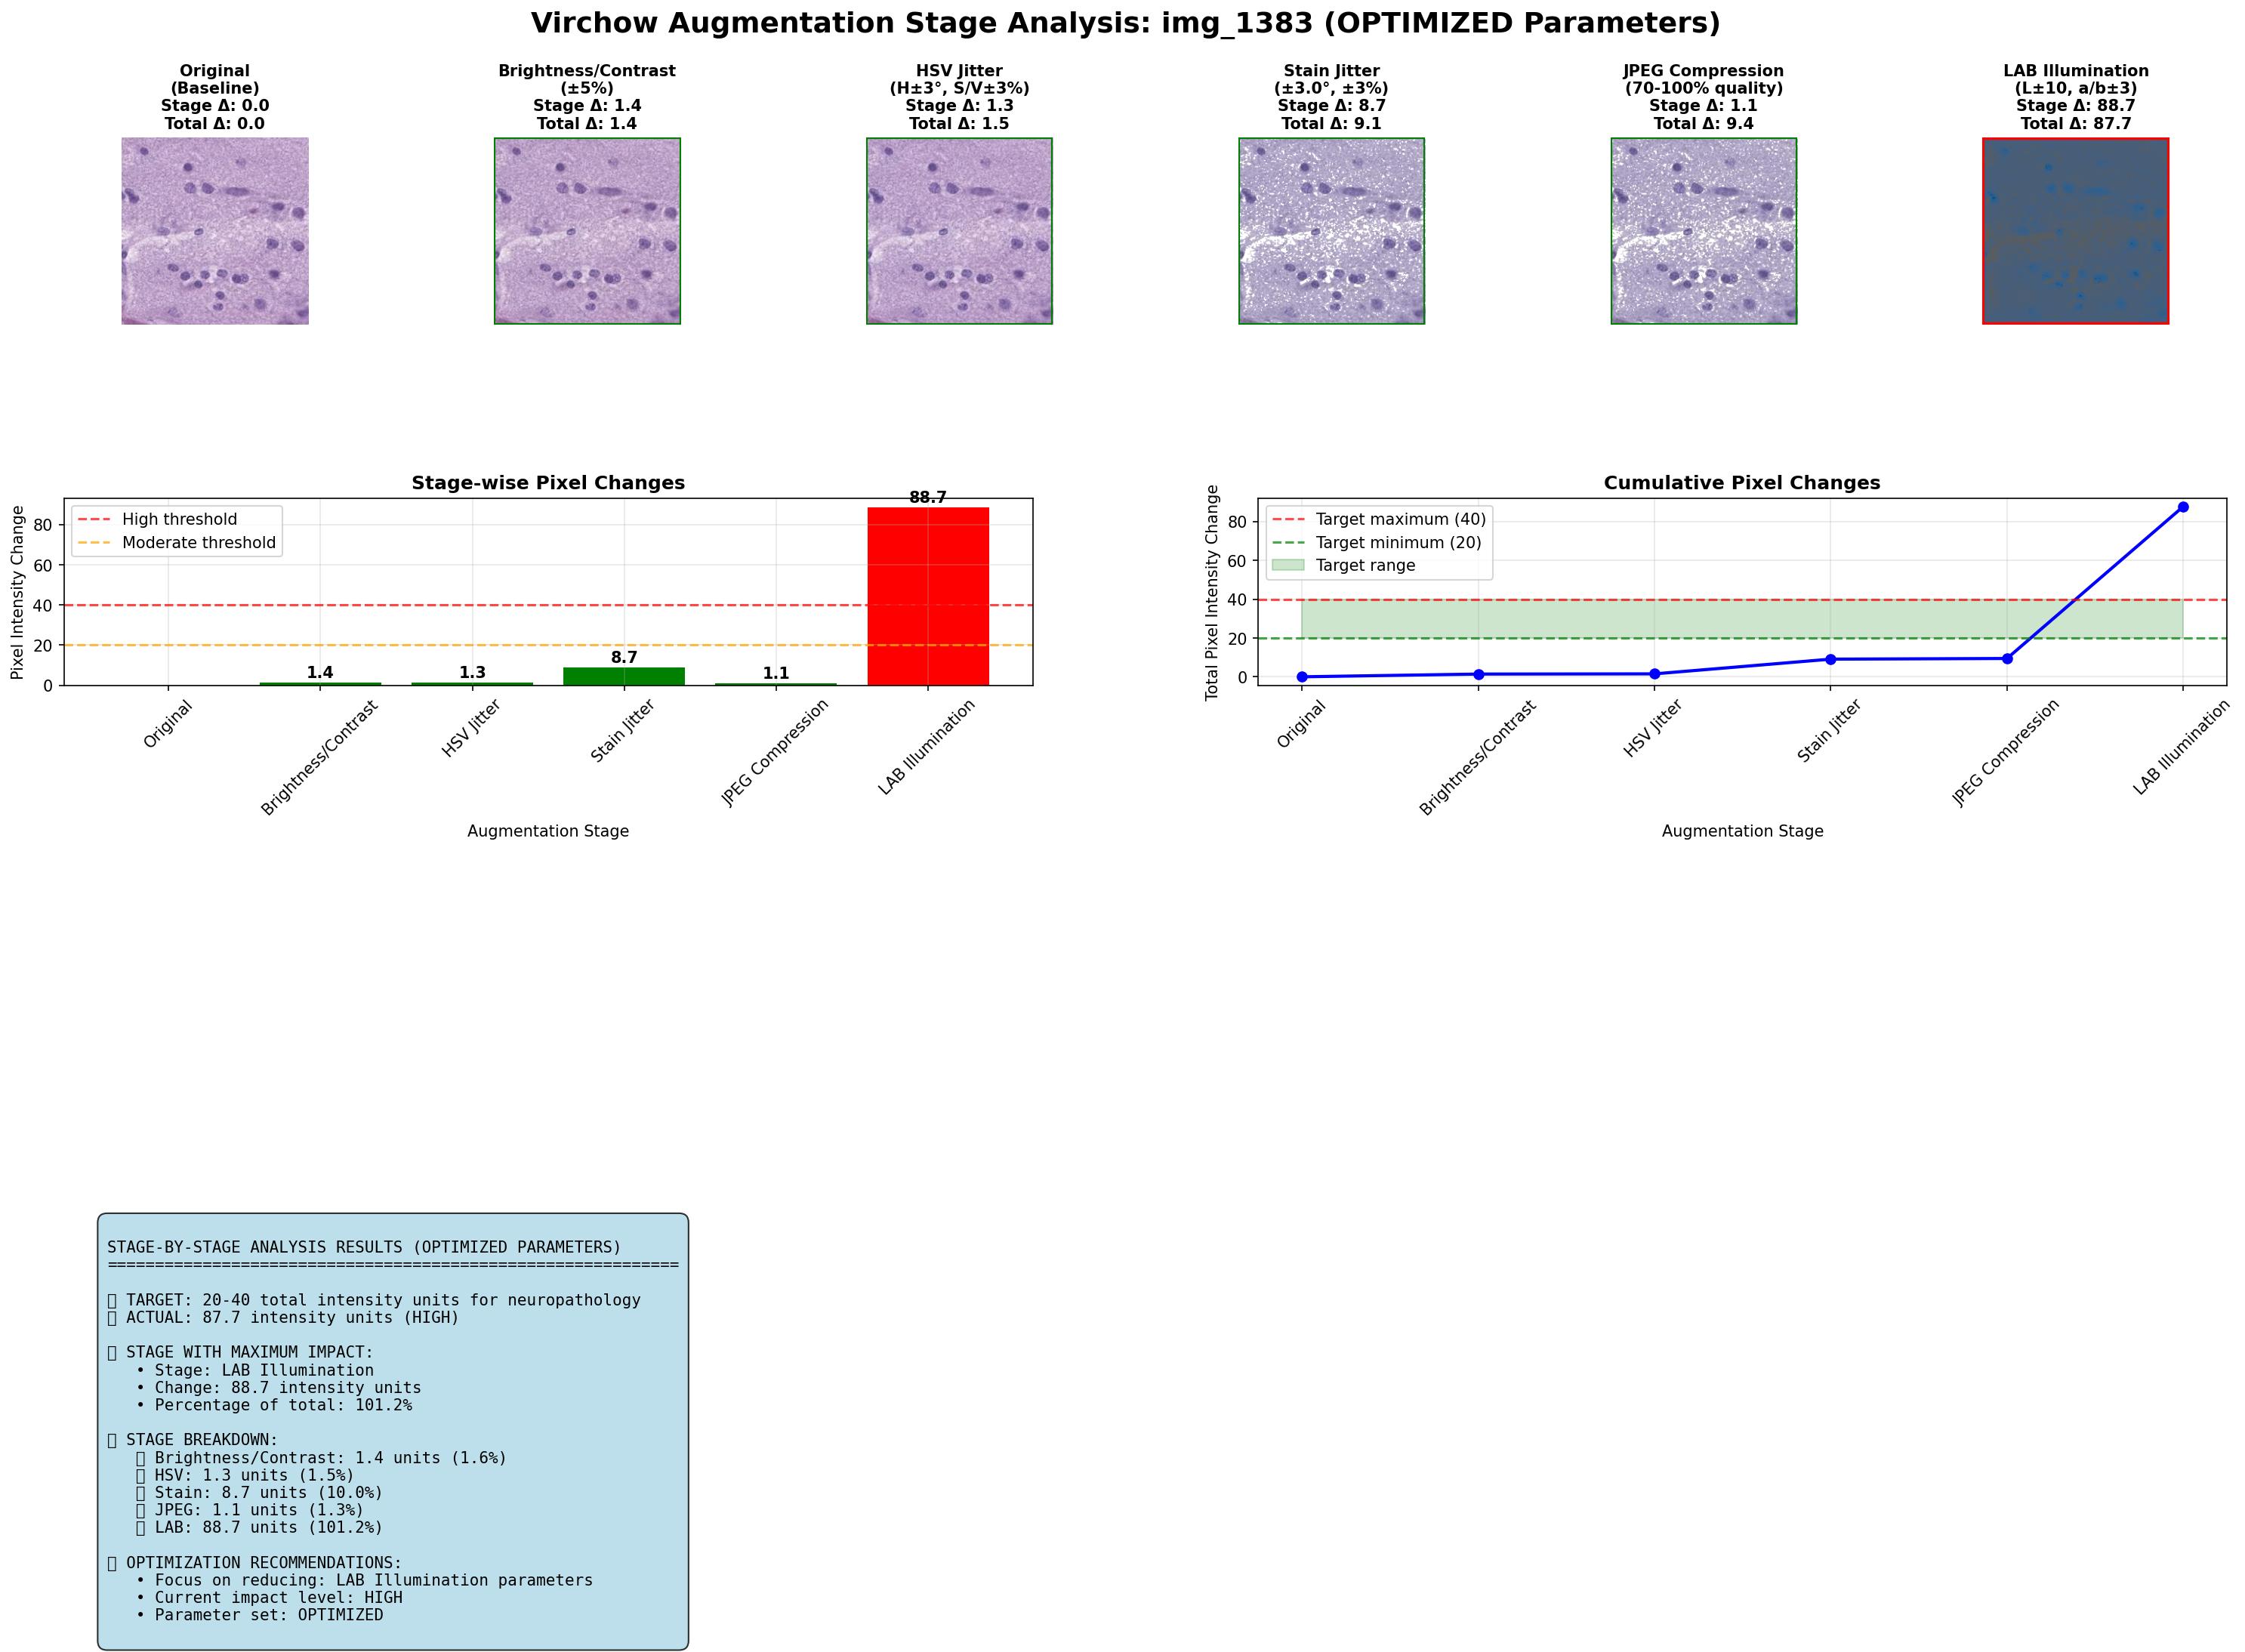 Virchow Augmentation Stage Analysis: img_1383 (OPTIMIZED Parameters)
Original
(Baseline)
Stage Δ: 0.0
Total Δ: 0.0
Brightness/Contrast
(±5%)
Stage Δ: 1.4
Total Δ: 1.4
HSV Jitter
(H±3°, S/V±3%)
Stage Δ: 1.3
Total Δ: 1.5
Stain Jitter
(±3.0°, ±3%)
Stage Δ: 8.7
Total Δ: 9.1
JPEG Compression
(70-100% quality)
Stage Δ: 1.1
Total Δ: 9.4
LAB Illumination
(L±10, a/b±3)
Stage Δ: 88.7
Total Δ: 87.7
Stage-wise Pixel Changes
Pixel Intensity Change
80
60
40
20
0
High threshold
Moderate threshold
1.4
1.3
8.7
1.1
88.7
Original
Brightness/Contrast
HSV Jitter
Stain Jitter
JPEG Compression
LAB Illumination
Augmentation Stage
Cumulative Pixel Changes
Total Pixel Intensity Change
80
60
40
20
0
Target maximum (40)
Target minimum (20)
Target range
Original
Brightness/Contrast
HSV Jitter
Stain Jitter
JPEG Compression
LAB Illumination
Augmentation Stage
STAGE-BY-STAGE ANALYSIS RESULTS (OPTIMIZED PARAMETERS)
============================================================
▯ TARGET: 20-40 total intensity units for neuropathology
▯ ACTUAL: 87.7 intensity units (HIGH)
▯ STAGE WITH MAXIMUM IMPACT:
• Stage: LAB Illumination
• Change: 88.7 intensity units
• Percentage of total: 101.2%
▯ STAGE BREAKDOWN:
▯ Brightness/Contrast: 1.4 units (1.6%)
▯ HSV: 1.3 units (1.5%)
▯ Stain: 8.7 units (10.0%)
▯ JPEG: 1.1 units (1.3%)
▯ LAB: 88.7 units (101.2%)
▯ OPTIMIZATION RECOMMENDATIONS:
• Focus on reducing: LAB Illumination parameters
• Current impact level: HIGH
• Parameter set: OPTIMIZED